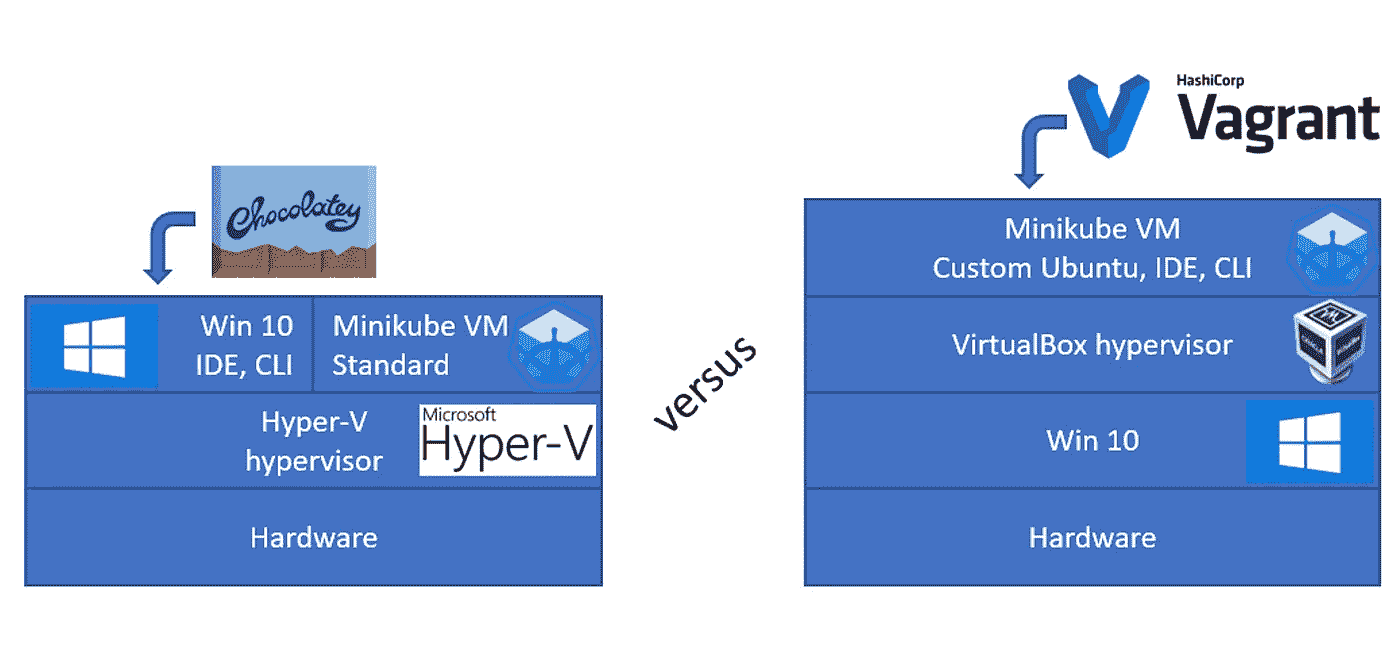 Chocolatey
Win 10
IDE, CLI
Minikube VM
Standard
Hyper-V
hypervisor
Microsoft
Hyper-V
Hardware
versus
HashiCorp
Vagrant
Minikube VM
Custom Ubuntu, IDE, CLI
VirtualBox hypervisor
Win 10
Hardware